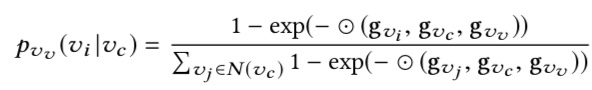 p_{v_v}(v_i|v_c) = \frac{1 - \exp(- \odot (\mathbf{g}_{v_i}, \mathbf{g}_{v_c}, \mathbf{g}_{v_v}))}{\sum_{v_j \in N(v_c)} 1 - \exp(- \odot (\mathbf{g}_{v_j}, \mathbf{g}_{v_c}, \mathbf{g}_{v_v}))}